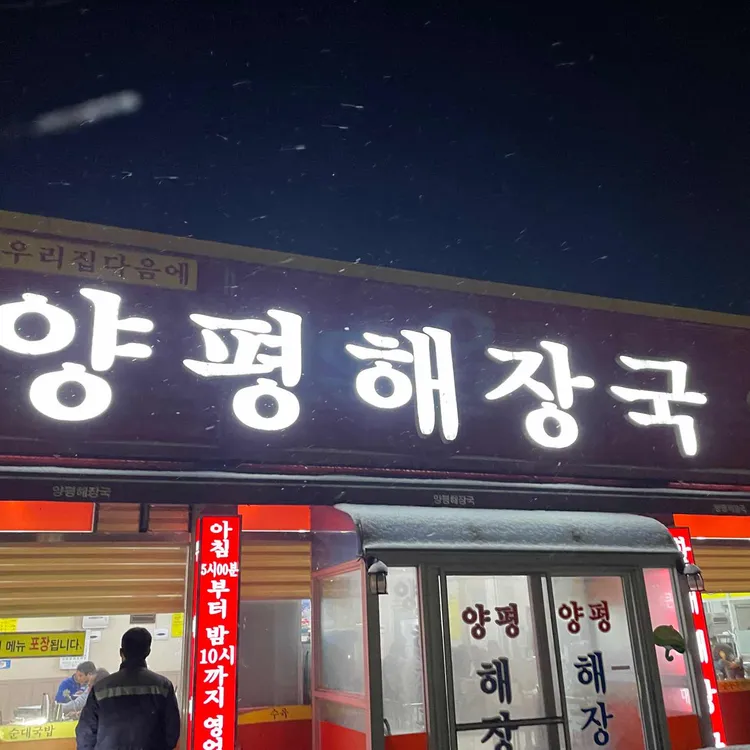 우리집다음에
양평해장국
양평해장국
양평해장국
아침
5시00분
부터 밤
10시
까지 영업
메뉴 포장됩니다.
양평
해장
양평
해장
순대국밥
수육